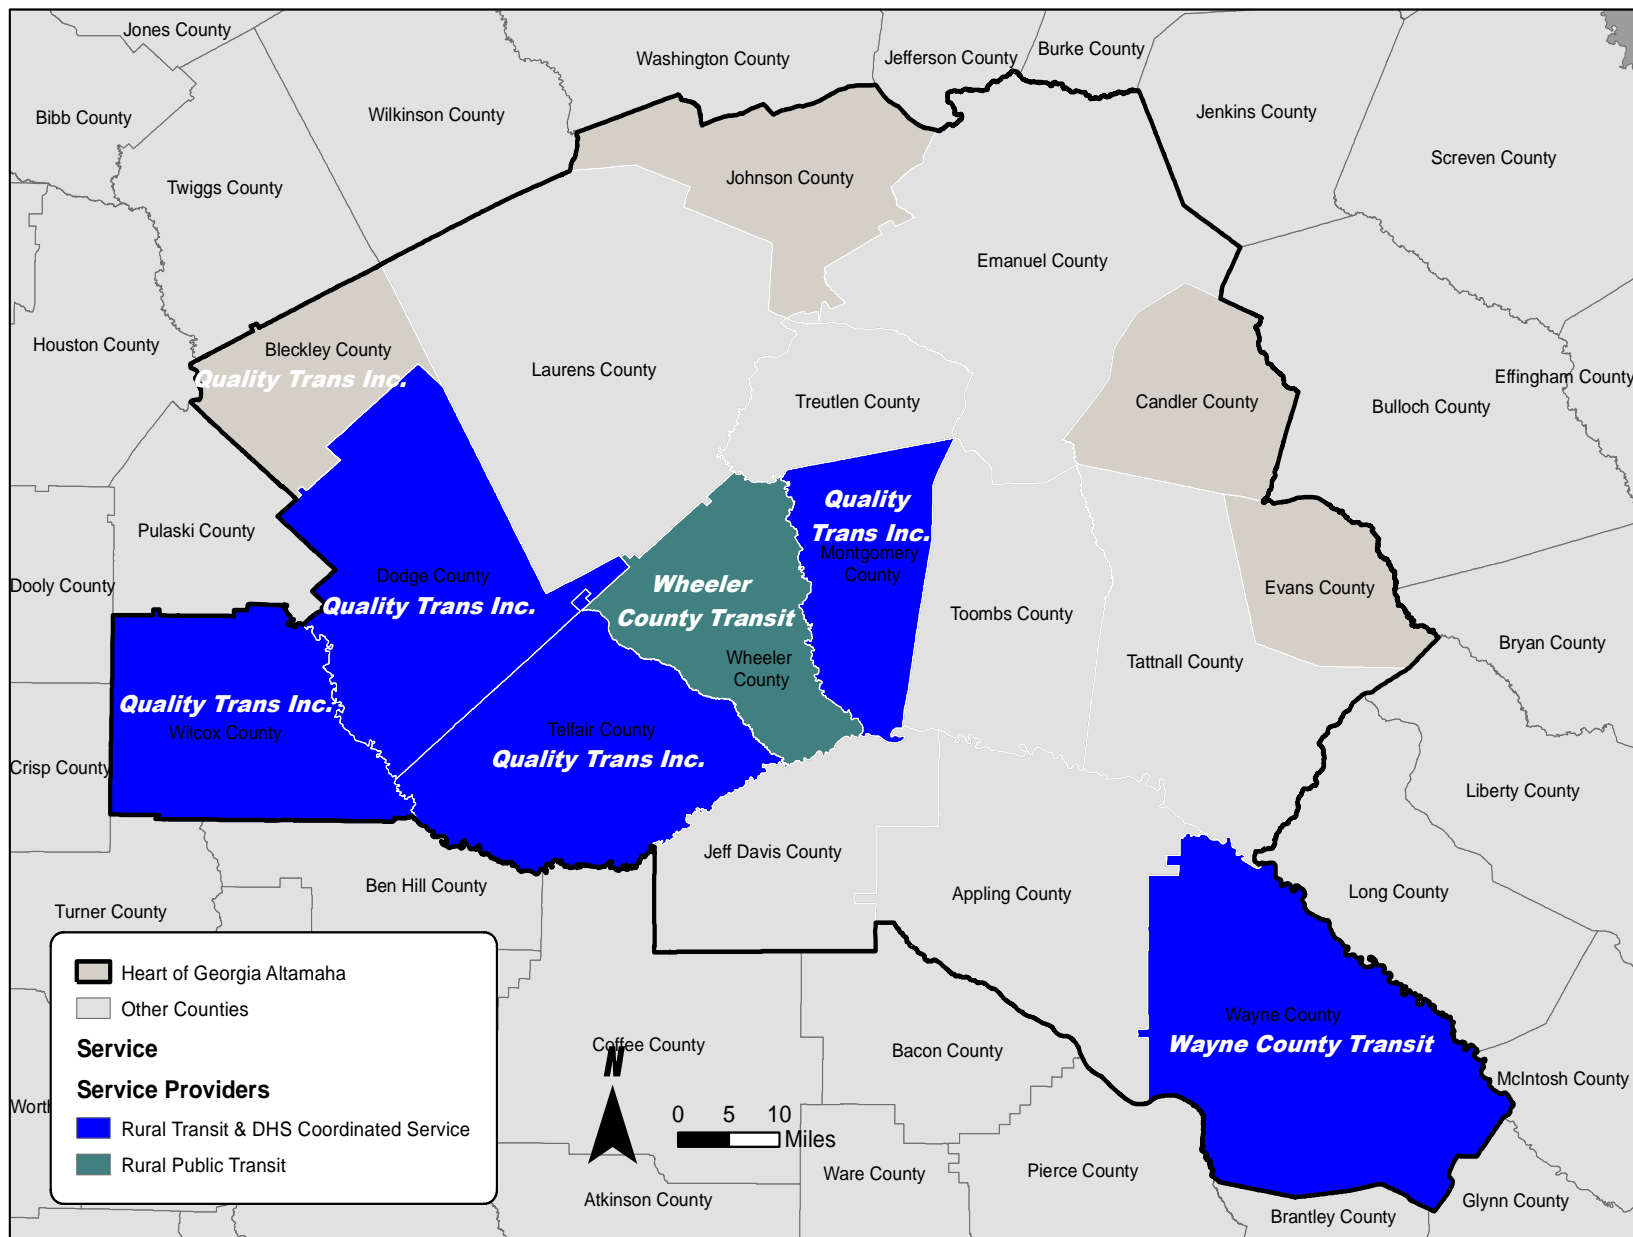 Jones County
Washington County
Jefferson County
Burke County
Bibb County
Wilkinson County
Jenkins County
Screven County
Twiggs County
Johnson County
Emanuel County
Houston County
Bleckley County
Quality Trans Inc.
Laurens County
Treutlen County
Candler County
Bulloch County
Effingham County
Quality
Trans Inc.
Montgomery
County
Pulaski County
Dooly County
Dodge County
Quality Trans Inc.
Wheeler
County Transit
Wheeler
County
Toombs County
Evans County
Tattnall County
Bryan County
Quality Trans Inc.
Wilcox County
Telfair County
Quality Trans Inc.
Crisp County
Liberty County
Jeff Davis County
Ben Hill County
Appling County
Long County
Turner County
Wayne County
Wayne County Transit
Coffee County
Bacon County
McIntosh County
Worth
Atkinson County
Ware County
Pierce County
Brantley County
Glynn County
Heart of Georgia Altamaha
Other Counties
Service
Service Providers
Rural Transit & DHS Coordinated Service
Rural Public Transit
N
0 5 10
Miles